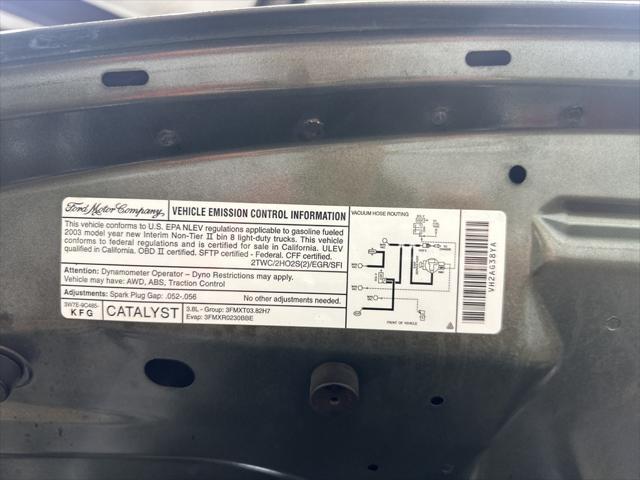 Ford Motor Company
VEHICLE EMISSION CONTROL INFORMATION
This vehicle conforms to U.S. EPA NLEV regulations applicable to gasoline fueled
2003 model year new Interim Non-Tier II bin 8 light-duty trucks. This vehicle
conforms to federal regulations and is certified for sale in California. ULEV
qualified in California. OBD II certified. SFTP certified - Federal. CFF certified.
2TWC/2HO2S(2)/EGR/SFI
Attention: Dynamometer Operator - Dyno Restrictions may apply.
Vehicle may have: AWD, ABS, Traction Control
Adjustments: Spark Plug Gap: .052-.056 No other adjustments needed.
3W7E-9C485-
KFG
CATALYST
3.8L - Group: 3FMXT03.82H7
Evap: 3FMXR0230BBE
VACUUM HOSE ROUTING
FRONT OF VEHICLE
VH2AG38YA